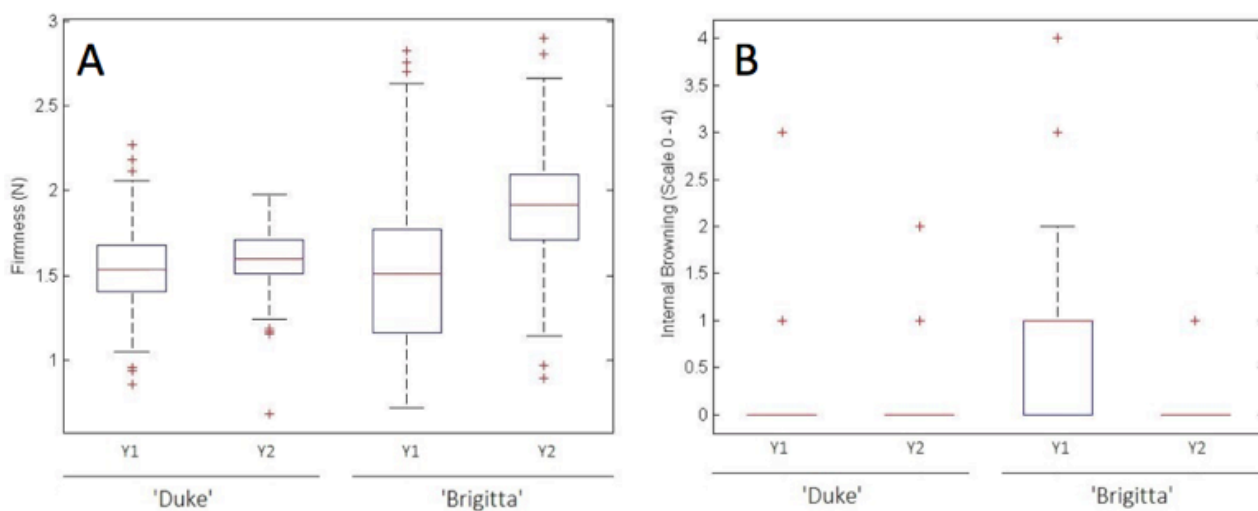 A
Firmness (N)
3
2.5
2
1.5
1
Y1 Y2 Y1 Y2
'Duke' 'Brigitta'
B
Internal Browning (Scale 0 - 4)
4
3.5
3
2.5
2
1.5
1
0.5
0
Y1 Y2 Y1 Y2
'Duke' 'Brigitta'